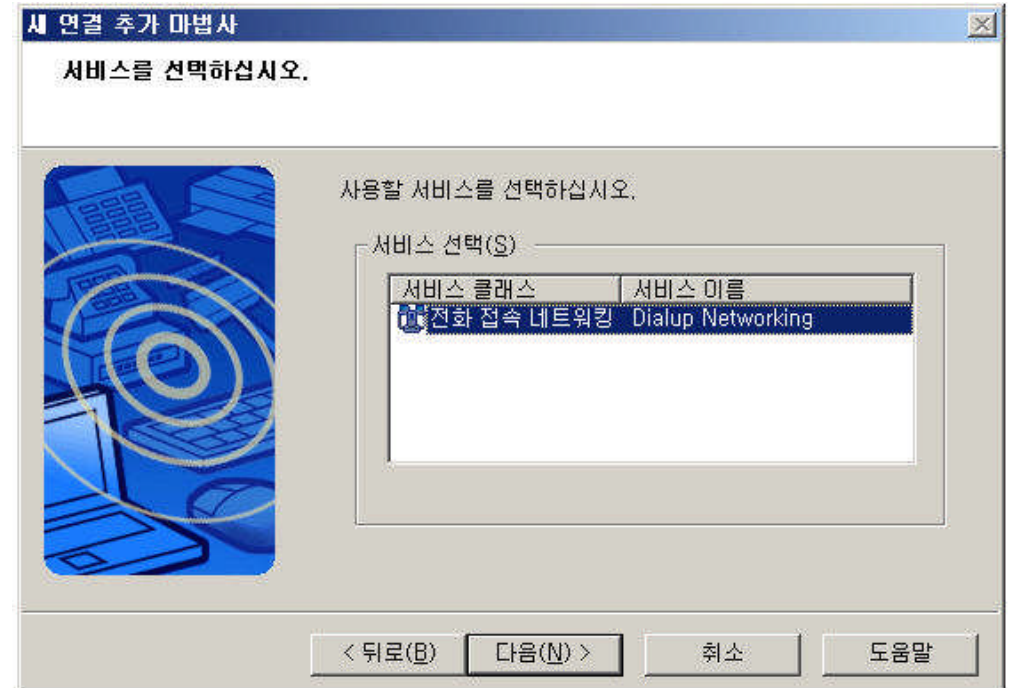 새 연결 추가 마법사
서비스를 선택하십시오.
사용할 서비스를 선택하십시오.
서비스 선택(S)
서비스 클래스 서비스 이름
전화 접속 네트워킹 Dialup Networking
< 뒤로(B) 다음(N) > 취소 도움말